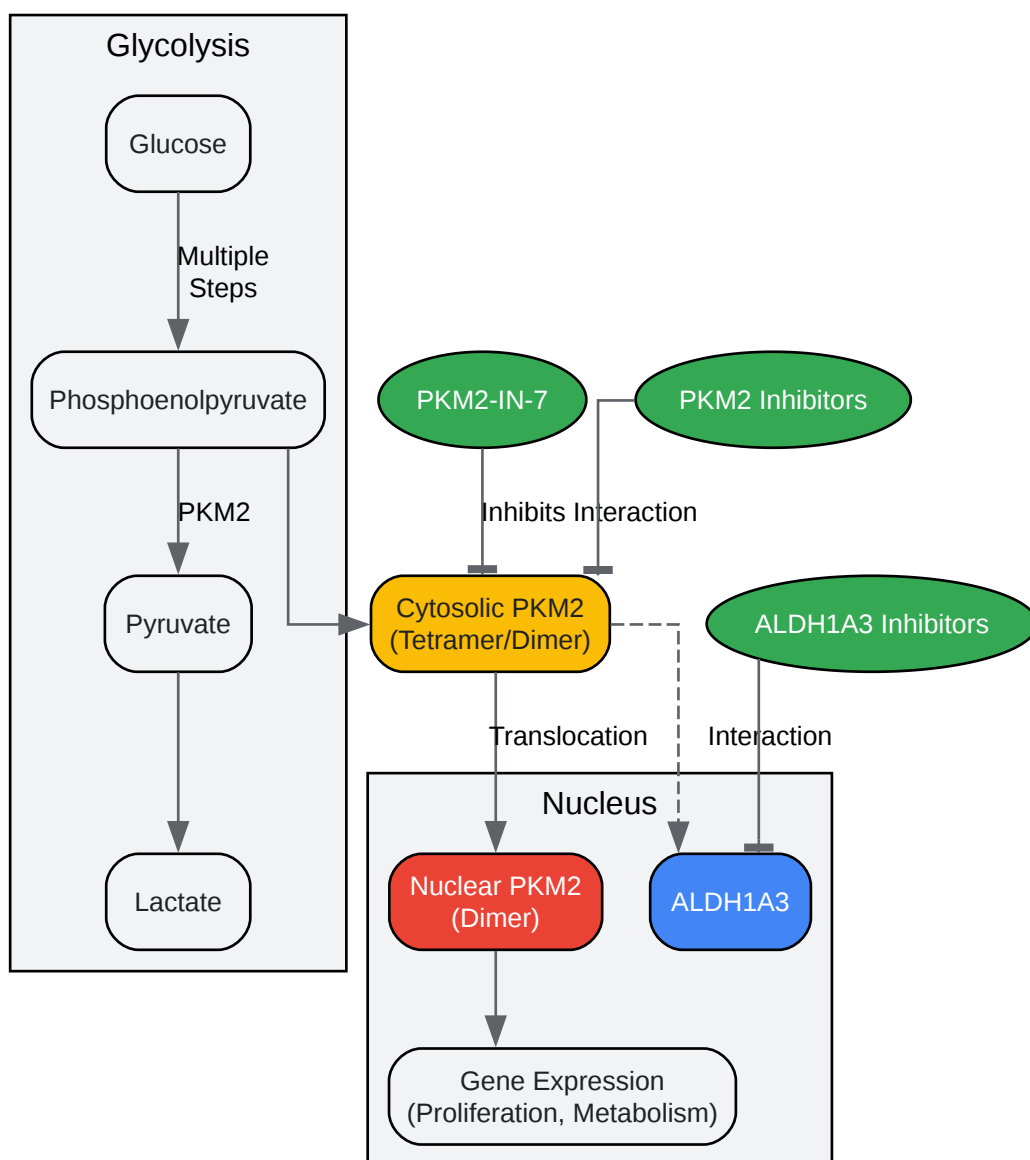 Glycolysis
Glucose
Multiple
Steps
Phosphoenolpyruvate
PKM2-IN-7
PKM2 Inhibitors
PKM2
Inhibits Interaction
Pyruvate
Cytosolic PKM2
(Tetramer/Dimer)
ALDH1A3 Inhibitors
Translocation
Interaction
Nucleus
Lactate
Nuclear PKM2
(Dimer)
ALDH1A3
Gene Expression
(Proliferation, Metabolism)